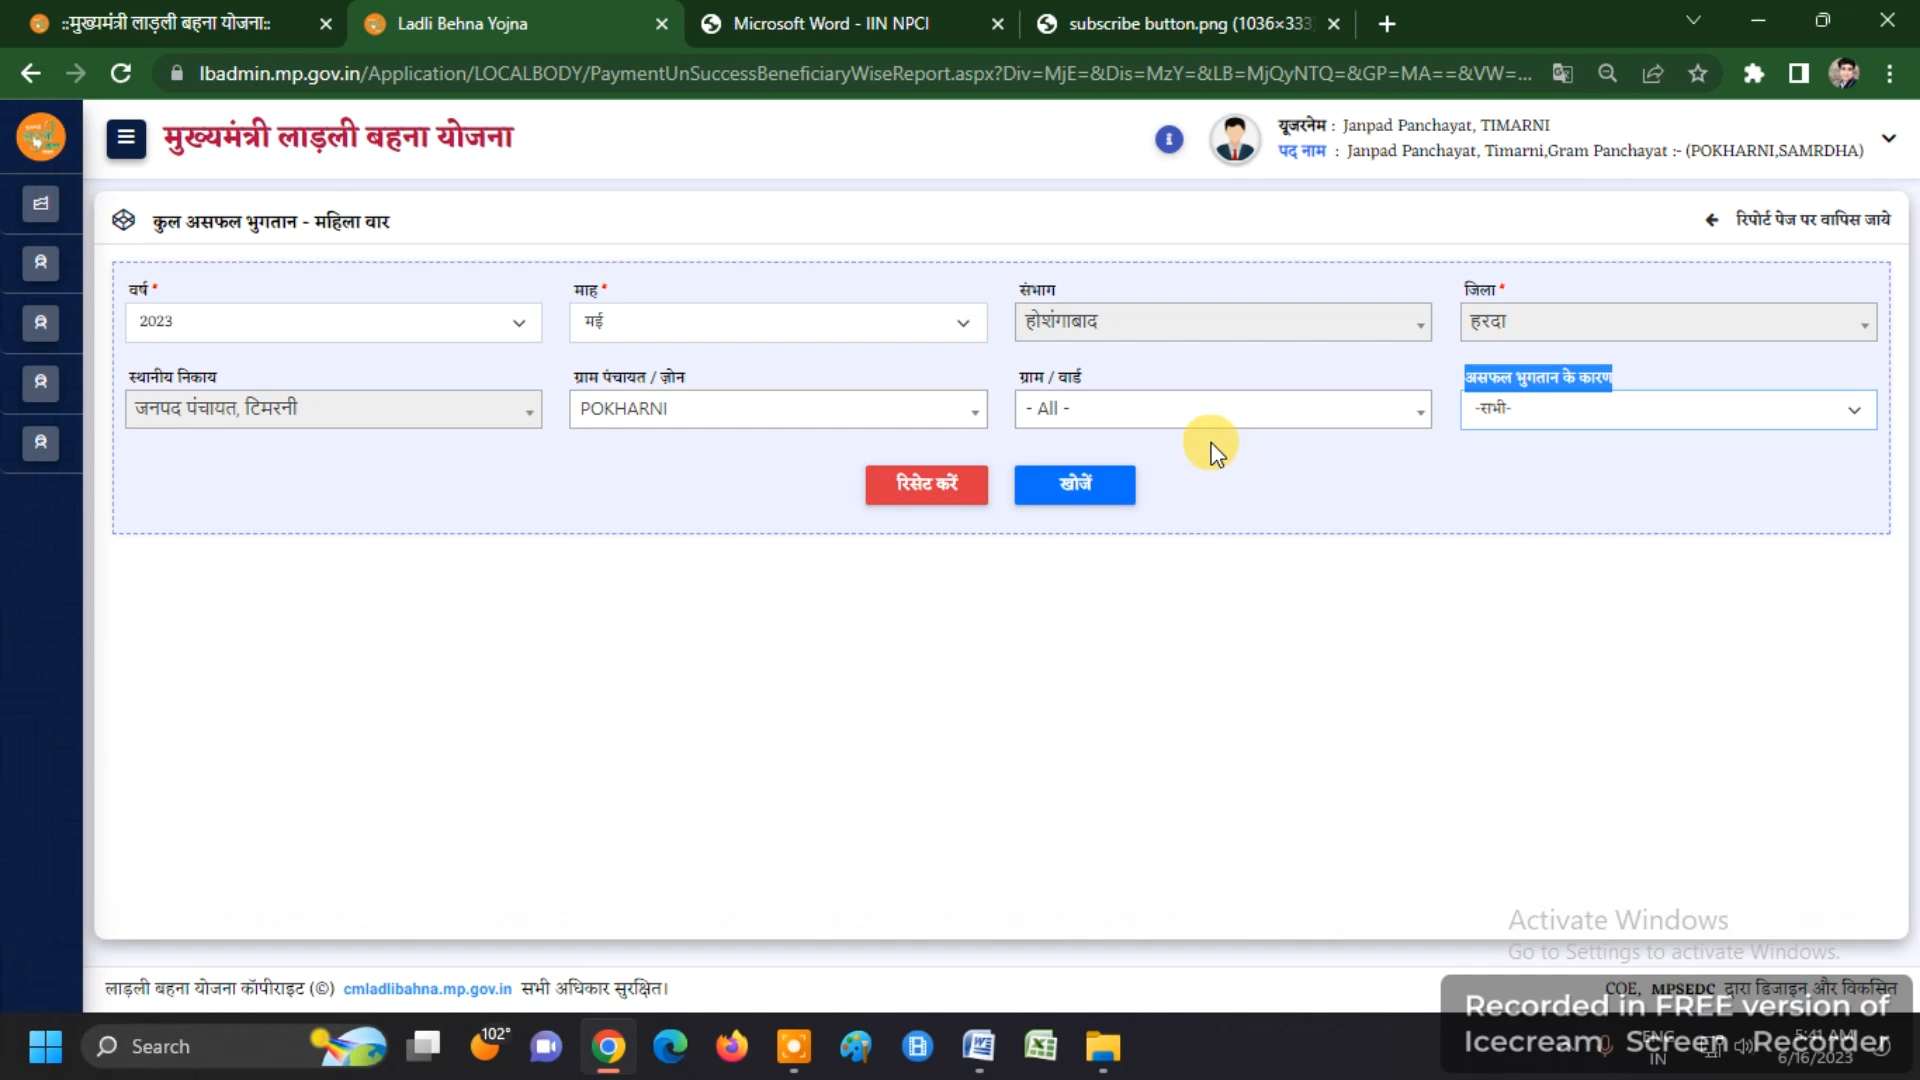 ::मुख्यमंत्री लाड़ली बहना योजना::
Ladli Behna Yojna
Microsoft Word - IIN NPCI
subscribe button.png (1036×333
lbadmin.mp.gov.in/Application/LOCALBODY/PaymentUnSuccessBeneficiaryWiseReport.aspx?Div=MjE=&Dis=MzY=&LB=MjQyNTQ=&GP=MA==&VW=...
मुख्यमंत्री लाड़ली बहना योजना
यूजरनेम : Janpad Panchayat, TIMARNI
पद नाम : Janpad Panchayat, Timarni,Gram Panchayat :- (POKHARNI,SAMRDHA)
कुल असफल भुगतान - महिला वार
रिपोर्ट पेज पर वापिस जाये
वर्ष * माह * संभाग जिला *
2023 मई होशंगाबाद हरदा
स्थानीय निकाय ग्राम पंचायत / ज़ोन ग्राम / वार्ड असफल भुगतान के कारण
जनपद पंचायत, टिमरनी POKHARNI - All - -सभी-
रिसेट करें खोजें
Activate Windows
Go to Settings to activate Windows.
लाड़ली बहना योजना कॉपीराइट (©) cmladlibahna.mp.gov.in सभी अधिकार सुरक्षित।
COE, MPSEDC द्वारा डिजाइन और विकसित
Recorded in FREE version of
Icecream Screen Recorder
Search
102°
ENG
IN
5:41 AM
6/16/2023